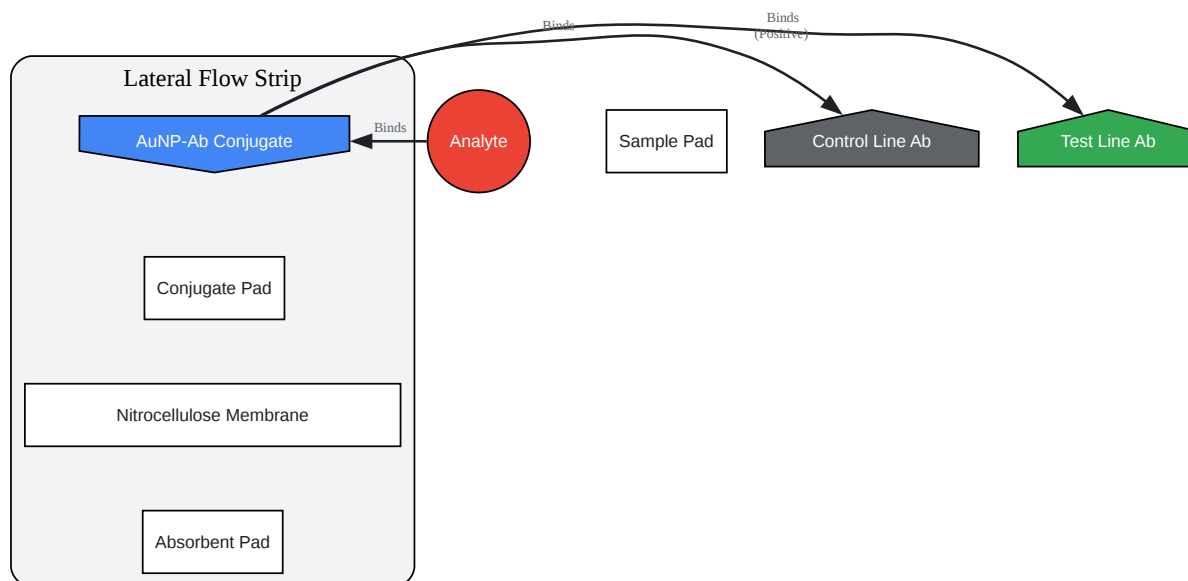 Binds
Binds
(Positive)
Lateral Flow Strip
AuNP-Ab Conjugate
Binds
Analyte
Sample Pad
Control Line Ab
Test Line Ab
Conjugate Pad
Nitrocellulose Membrane
Absorbent Pad